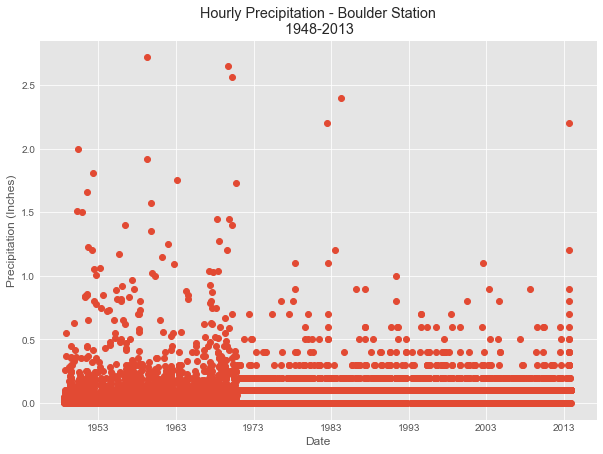 Hourly Precipitation - Boulder Station
1948-2013
Precipitation (Inches)
2.5
2.0
1.5
1.0
0.5
0.0
1953 1963 1973 1983 1993 2003 2013
Date